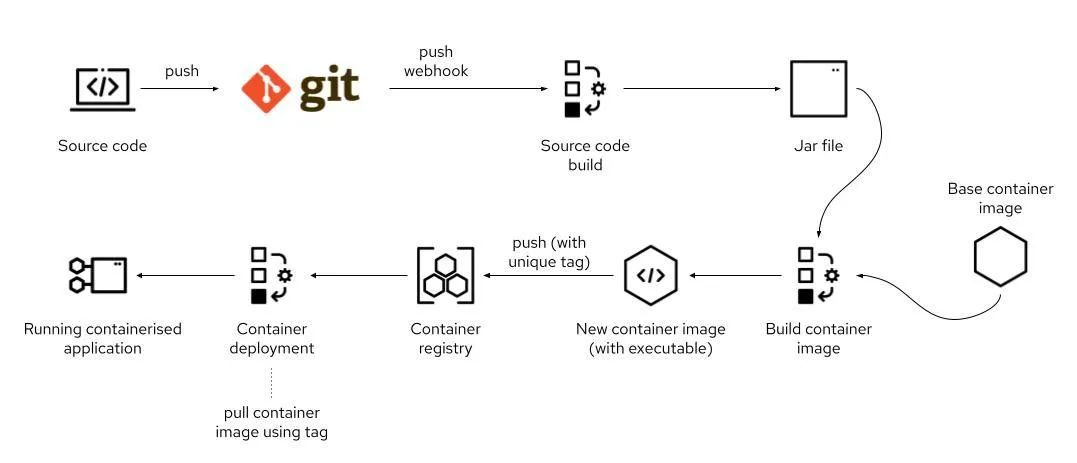 push
push
webhook
git
Source code
Source code
build
Jar file
Base container
image
push (with
unique tag)
Running containerised
application
Container
deployment
Container
registry
New container image
(with executable)
Build container
image
pull container
image using tag